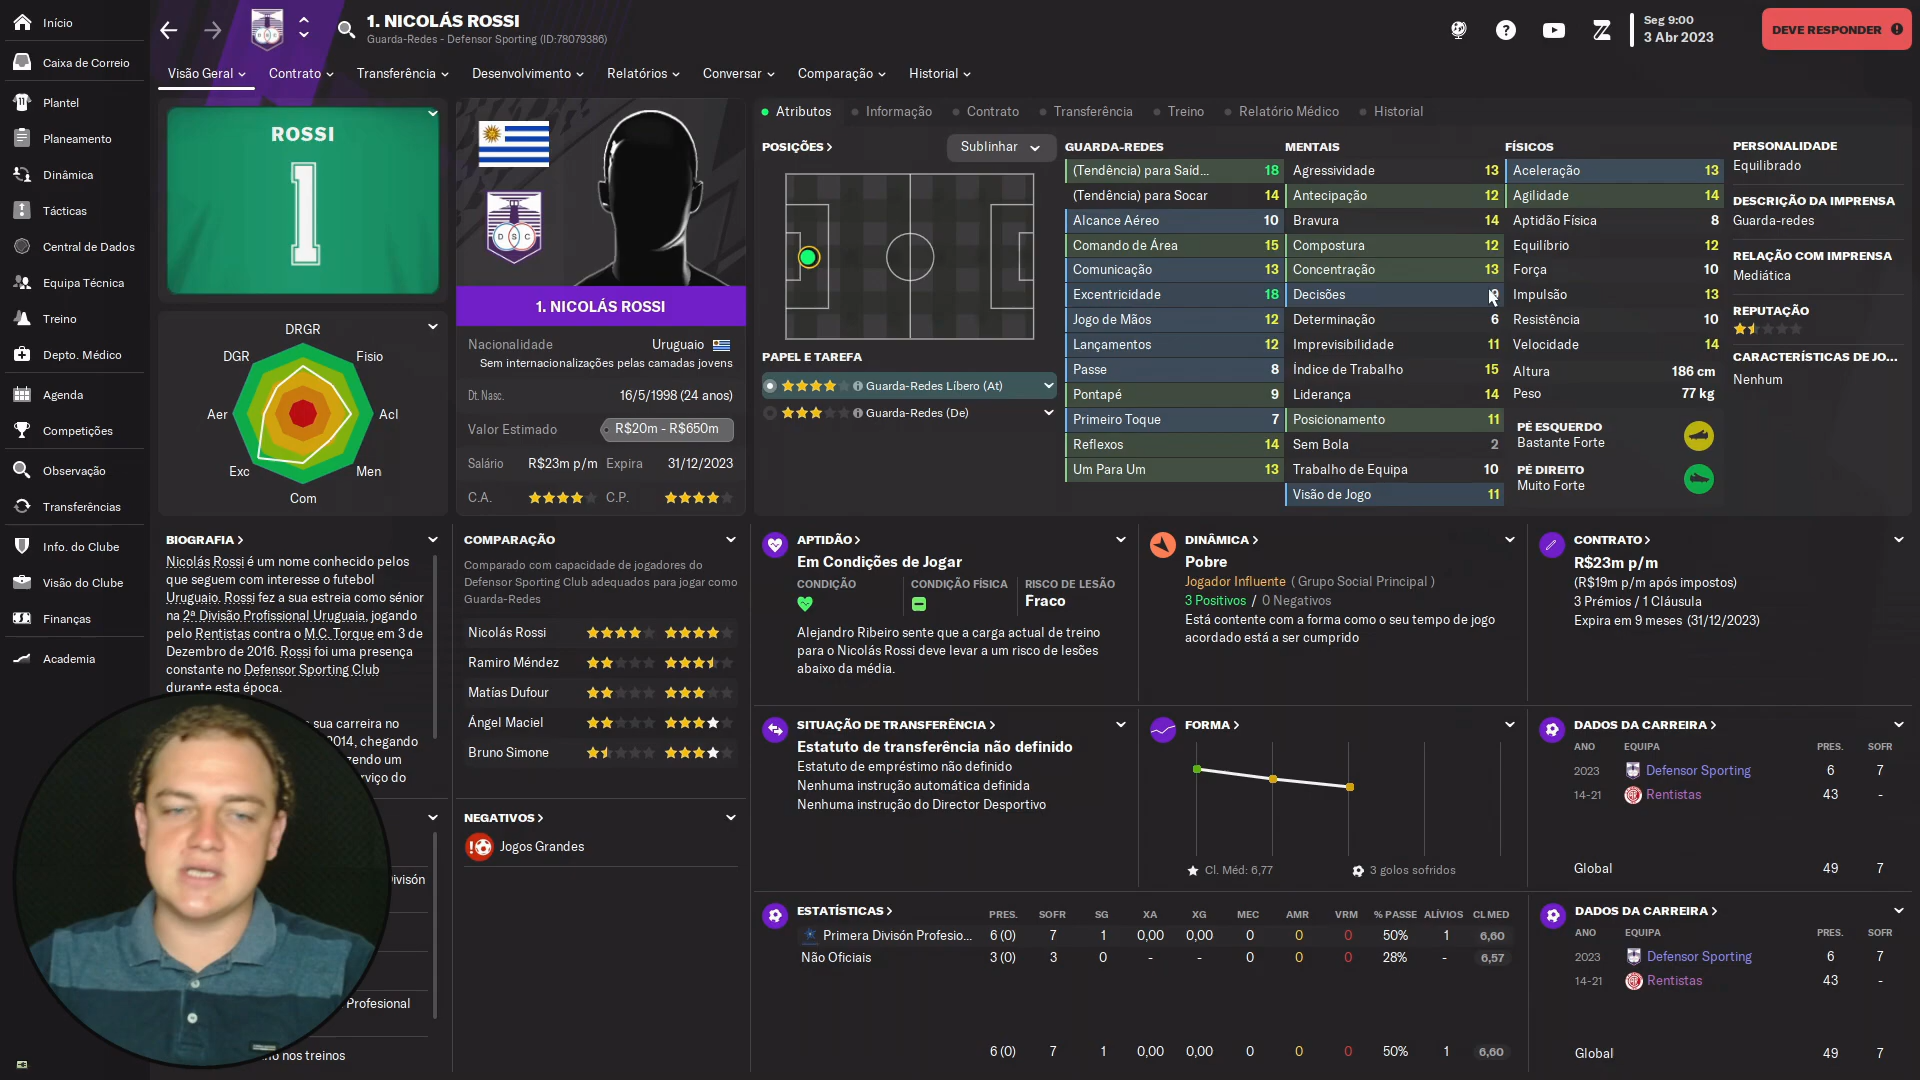 Início
Caixa de Correio
Plantel
Planeamento
Dinâmica
Tácticas
Central de Dados
Equipa Técnica
Treino
Depto. Médico
Agenda
Competições
Observação
Transferências
Info. do Clube
Visão do Clube
Finanças
Academia
1. NICOLÁS ROSSI
Guarda-Redes - Defensor Sporting (ID:78079386)
Seg 9:00
3 Abr 2023
DEVE RESPONDER
Visão Geral
Contrato
Transferência
Desenvolvimento
Relatórios
Conversar
Comparação
Historial
ROSSI
1
DRGR
DGR
Fisio
Aer
Acl
Exc
Men
Com
DSC
1. NICOLÁS ROSSI
Nacionalidade Uruguaio
Sem internacionalizações pelas camadas jovens
Dt. Nasc. 16/5/1998 (24 anos)
Valor Estimado R$20m - R$650m
Salário R$23m p/m Expira 31/12/2023
C.A. C.P.
Atributos
Informação
Contrato
Transferência
Treino
Relatório Médico
Historial
POSIÇÕES>
Sublinhar
PAPEL E TAREFA
Guarda-Redes Líbero (At)
Guarda-Redes (De)
GUARDA-REDES
(Tendência) para Saíd... 18
(Tendência) para Socar 14
Alcance Aéreo 10
Comando de Área 15
Comunicação 13
Excentricidade 18
Jogo de Mãos 12
Lançamentos 12
Passe 8
Pontapé 9
Primeiro Toque 7
Reflexos 14
Um Para Um 13
MENTAIS
Agressividade 13
Antecipação 12
Bravura 14
Compostura 12
Concentração 13
Decisões
Determinação 6
Imprevisibilidade 11
Índice de Trabalho 15
Liderança 14
Posicionamento 11
Sem Bola 2
Trabalho de Equipa 10
Visão de Jogo 11
FÍSICOS
Aceleração 13
Agilidade 14
Aptidão Física 8
Equilíbrio 12
Força 10
Impulsão 13
Resistência 10
Velocidade 14
Altura 186 cm
Peso 77 kg
PÉ ESQUERDO
Bastante Forte
PÉ DIREITO
Muito Forte
PERSONALIDADE
Equilibrado
DESCRIÇÃO DA IMPRENSA
Guarda-redes
RELAÇÃO COM IMPRENSA
Mediática
REPUTAÇÃO
CARACTERÍSTICAS DE JO...
Nenhum
BIOGRAFIA>
Nicolás Rossi é um nome conhecido pelos
que seguem com interesse o futebol
Uruguaio. Rossi fez a sua estreia como sénior
na 2ª Divisão Profissional Uruguaia, jogando
pelo Rentistas contra o M.C. Torque em 3 de
Dezembro de 2016. Rossi foi uma presença
constante no Defensor Sporting Club
durante esta época.
sua carreira no
2014, chegando
zendo um
rviço do
ivisón
Profesional
nos treinos
COMPARAÇÃO
Comparado com capacidade de jogadores do
Defensor Sporting Club adequados para jogar como
Guarda-Redes
Nicolás Rossi
Ramiro Méndez
Matías Dufour
Ángel Maciel
Bruno Simone
NEGATIVOS>
Jogos Grandes
APTIDÃO>
Em Condições de Jogar
CONDIÇÃO
CONDIÇÃO FÍSICA
RISCO DE LESÃO
Fraco
Alejandro Ribeiro sente que a carga actual de treino
para o Nicolás Rossi deve levar a um risco de lesões
abaixo da média.
DINÂMICA>
Pobre
Jogador Influente ( Grupo Social Principal )
3 Positivos / 0 Negativos
Está contente com a forma como o seu tempo de jogo
acordado está a ser cumprido
CONTRATO>
R$23m p/m
(R$19m p/m após impostos)
3 Prémios / 1 Cláusula
Expira em 9 meses (31/12/2023)
SITUAÇÃO DE TRANSFERÊNCIA>
Estatuto de transferência não definido
Estatuto de empréstimo não definido
Nenhuma instrução automática definida
Nenhuma instrução do Director Desportivo
FORMA>
Cl. Méd: 6,77
3 golos sofridos
DADOS DA CARREIRA>
ANO EQUIPA PRES. SOFR
2023 Defensor Sporting 6 7
14-21 Rentistas 43 -
Global 49 7
ESTATÍSTICAS>
PRES. SOFR SG XA XG MEC AMR VRM % PASSE ALÍVIOS CL MED
Primera Divisón Profesio... 6 (0) 7 1 0,00 0,00 0 0 0 50% 1 6,60
Não Oficiais 3 (0) 3 0 - - 0 0 0 28% - 6,57
6 (0) 7 1 0,00 0,00 0 0 0 50% 1 6,60
DADOS DA CARREIRA>
ANO EQUIPA PRES. SOFR
2023 Defensor Sporting 6 7
14-21 Rentistas 43 -
Global 49 7